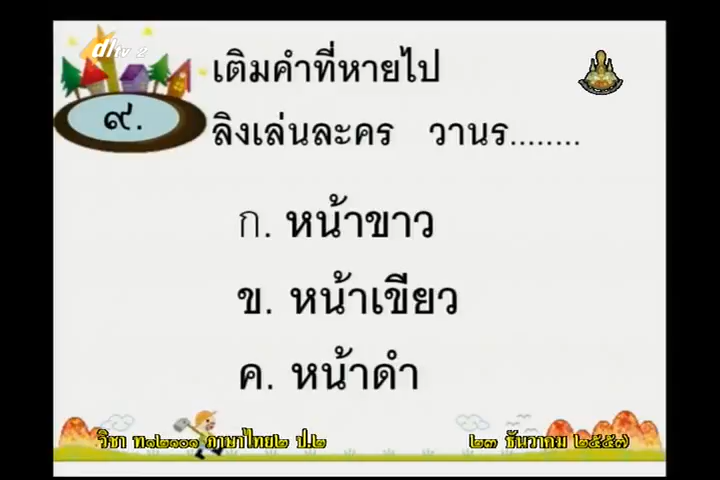 dltv 2
๙.
เติมคำที่หายไป
ลิงเล่นละคร วานร........
ก. หน้าขาว
ข. หน้าเขียว
ค. หน้าดำ
วิชา ท๑๒๑๐๑ ภาษาไทย๒ ป.๒
๒๓ ธันวาคม ๒๕๕๗